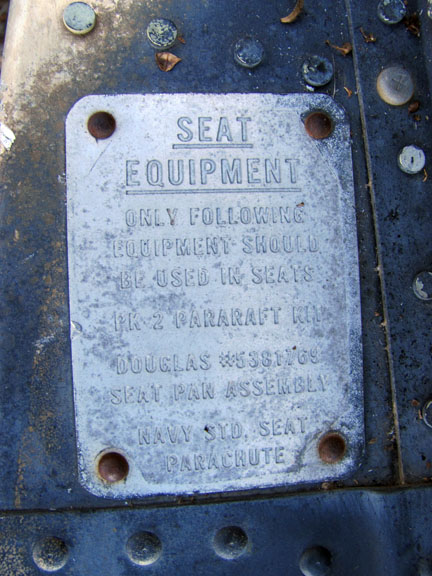 SEAT
EQUIPMENT
ONLY FOLLOWING
EQUIPMENT SHOULD
BE USED IN SEATS
PK-2 PARARAFT KIT
DOUGLAS #5381769
SEAT PAN ASSEMBLY
NAVY STD. SEAT
PARACHUTE